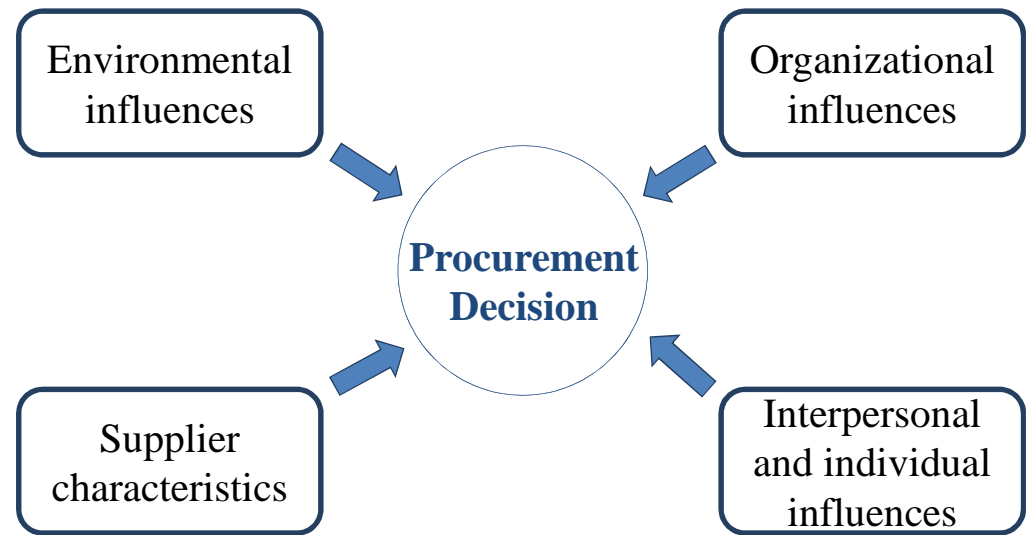 Environmental
influences
Organizational
influences
Procurement
Decision
Supplier
characteristics
Interpersonal
and individual
influences